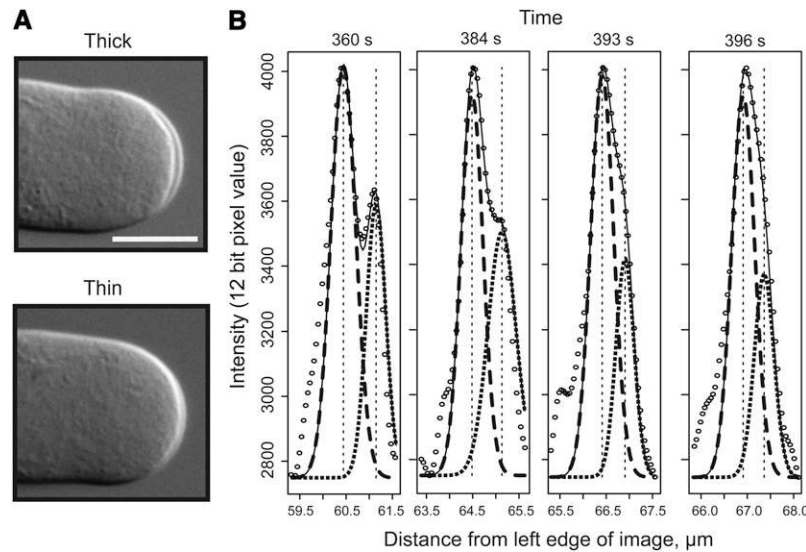 A
B
Thick
Thin
Time
360 s
384 s
393 s
396 s
Intensity (12 bit pixel value)
4000
3800
3600
3400
3200
3000
2800
59.5 60.5 61.5
63.5 64.5 65.5
65.5 66.5 67.5
66.0 67.0 68.0
Distance from left edge of image, μm